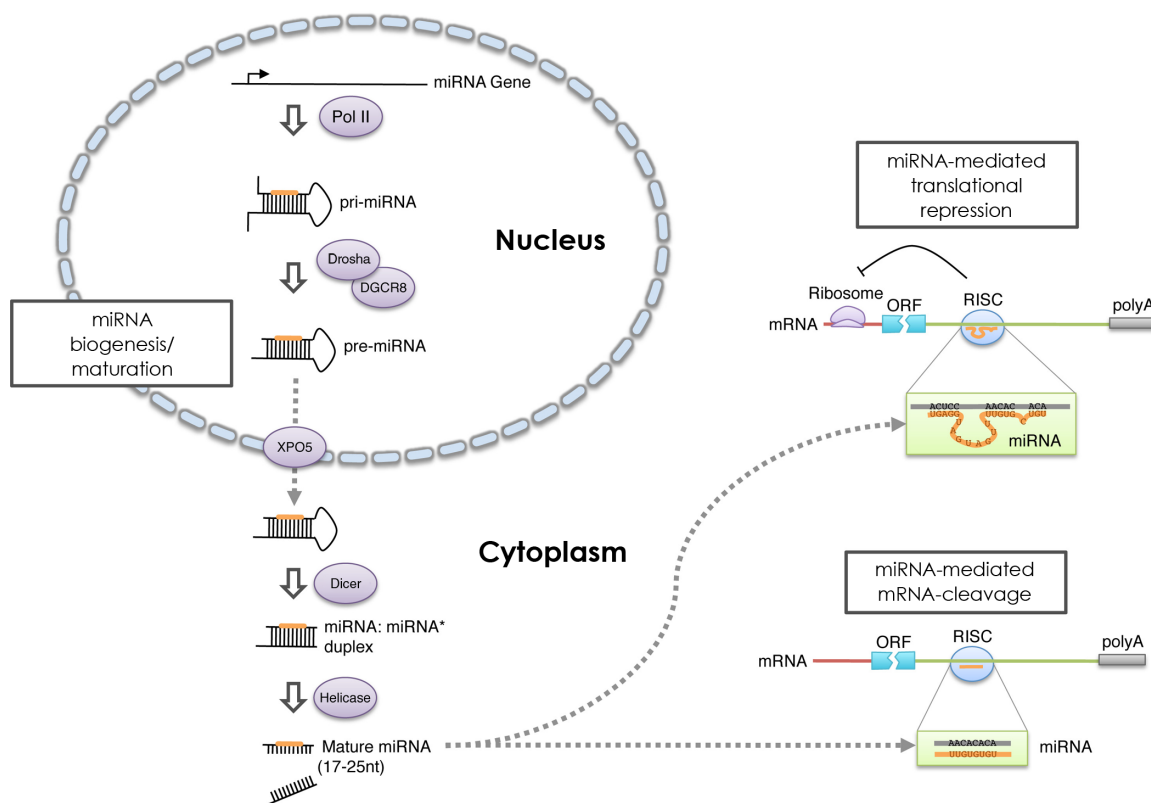 miRNA Gene
Pol II
pri-miRNA
Nucleus
Drosha
DGCR8
miRNA
biogenesis/
maturation
pre-miRNA
XPO5
Cytoplasm
Dicer
miRNA: miRNA*
duplex
Helicase
Mature miRNA
(17-25nt)
miRNA-mediated
translational
repression
Ribosome
ORF
RISC
polyA
mRNA
ACUCC AACAC ACA
UGAGG UUGUG UGU
U A G U A G U U C
miRNA
miRNA-mediated
mRNA-cleavage
ORF
RISC
polyA
mRNA
AACACACA
UUGUGUGU
miRNA